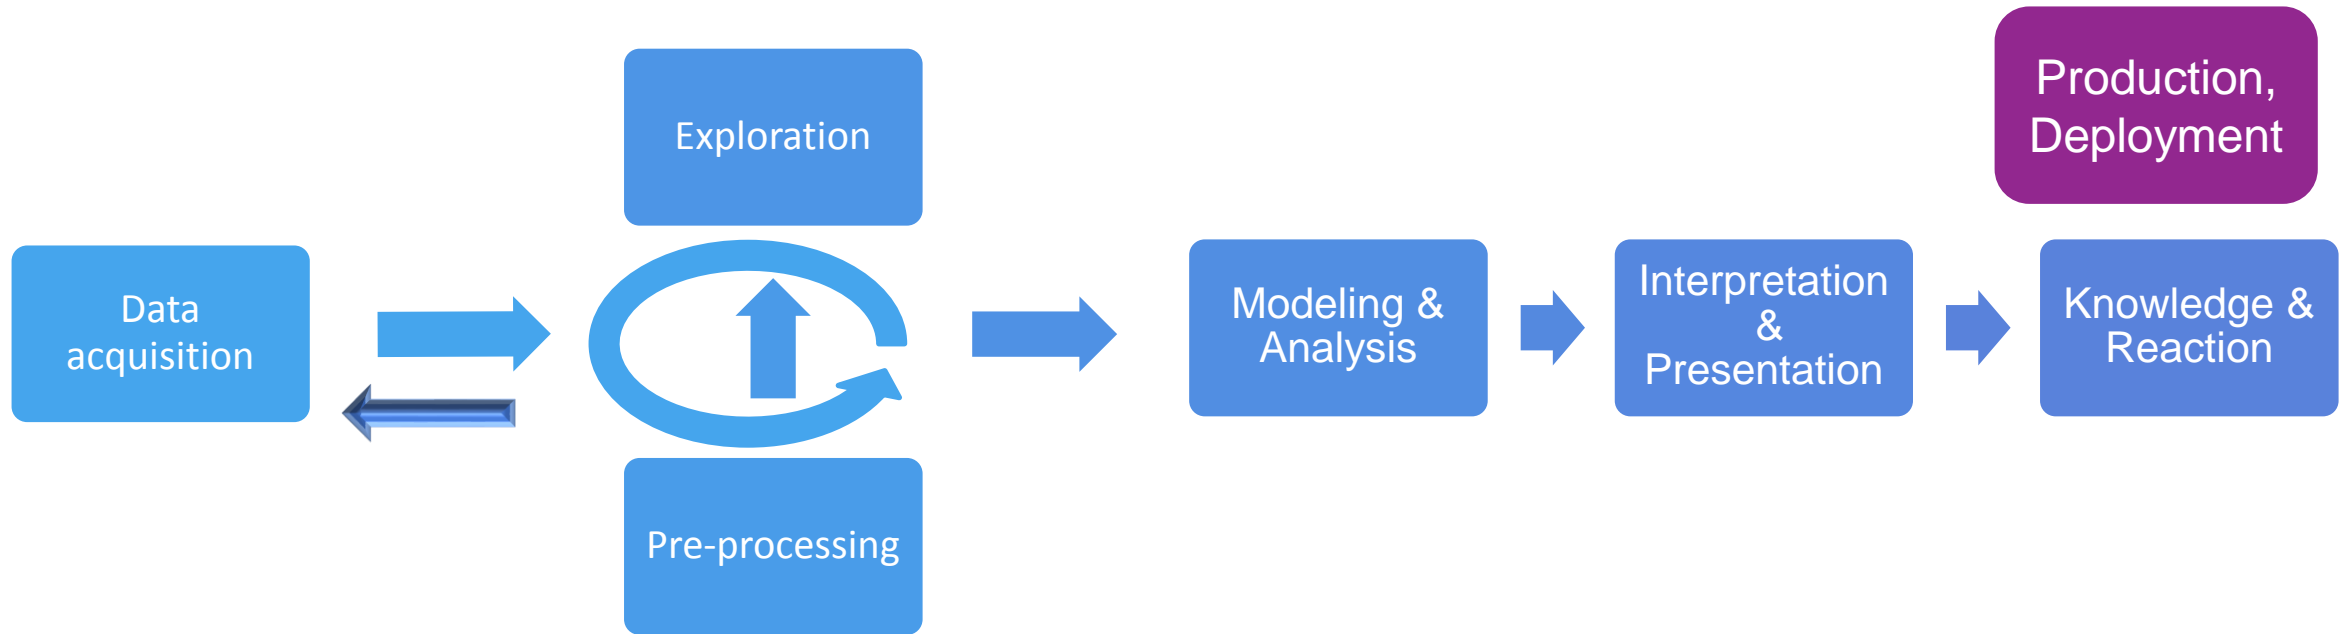 Data
acquisition
Exploration
Pre-processing
Modeling &
Analysis
Interpretation
&
Presentation
Production,
Deployment
Knowledge &
Reaction